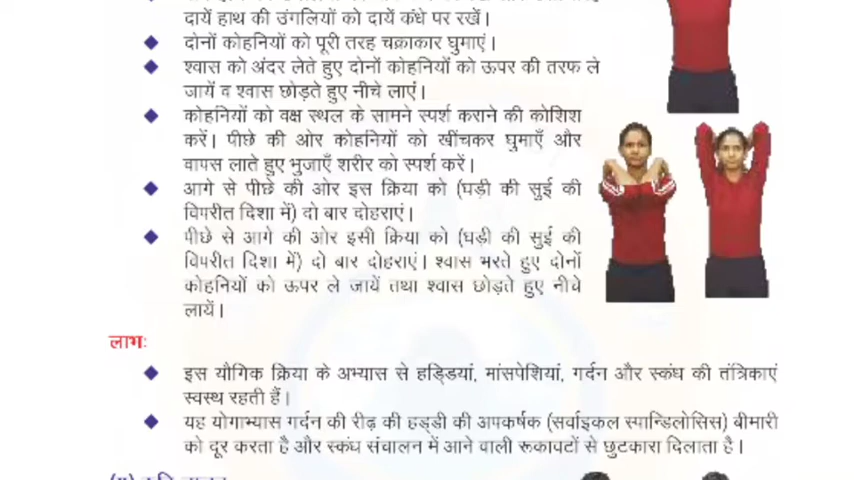 दायें हाथ की उंगलियों को दायें कंधे पर रखें।
दोनों कोहनियों को पूरी तरह चक्राकार घुमाएं।
श्वास को अंदर लेते हुए दोनों कोहनियों को ऊपर की तरफ ले
जायें व श्वास छोड़ते हुए नीचे लाएं।
कोहनियों को वक्ष स्थल के सामने स्पर्श कराने की कोशिश
करें। पीछे की ओर कोहनियों को खींचकर घुमाएँ और
वापस लाते हुए भुजाएँ शरीर को स्पर्श करें।
आगे से पीछे की ओर इस क्रिया को (घड़ी की सुई की
विपरीत दिशा में) दो बार दोहराएं।
पीछे से आगे की ओर इसी क्रिया को (घड़ी की सुई की
विपरीत दिशा में) दो बार दोहराएं। श्वास भरते हुए दोनों
कोहनियों को ऊपर ले जायें तथा श्वास छोड़ते हुए नीचे
लायें।
लाभः
इस यौगिक क्रिया के अभ्यास से हड्डियां, मांसपेशियां, गर्दन और स्कंध की तंत्रिकाएं
स्वस्थ रहती हैं।
यह योगाभ्यास गर्दन की रीढ़ की हड्डी की अपकर्षक (सर्वाइकल स्पान्डिलोसिस) बीमारी
को दूर करता है और स्कंध संचालन में आने वाली रूकावटों से छुटकारा दिलाता है।